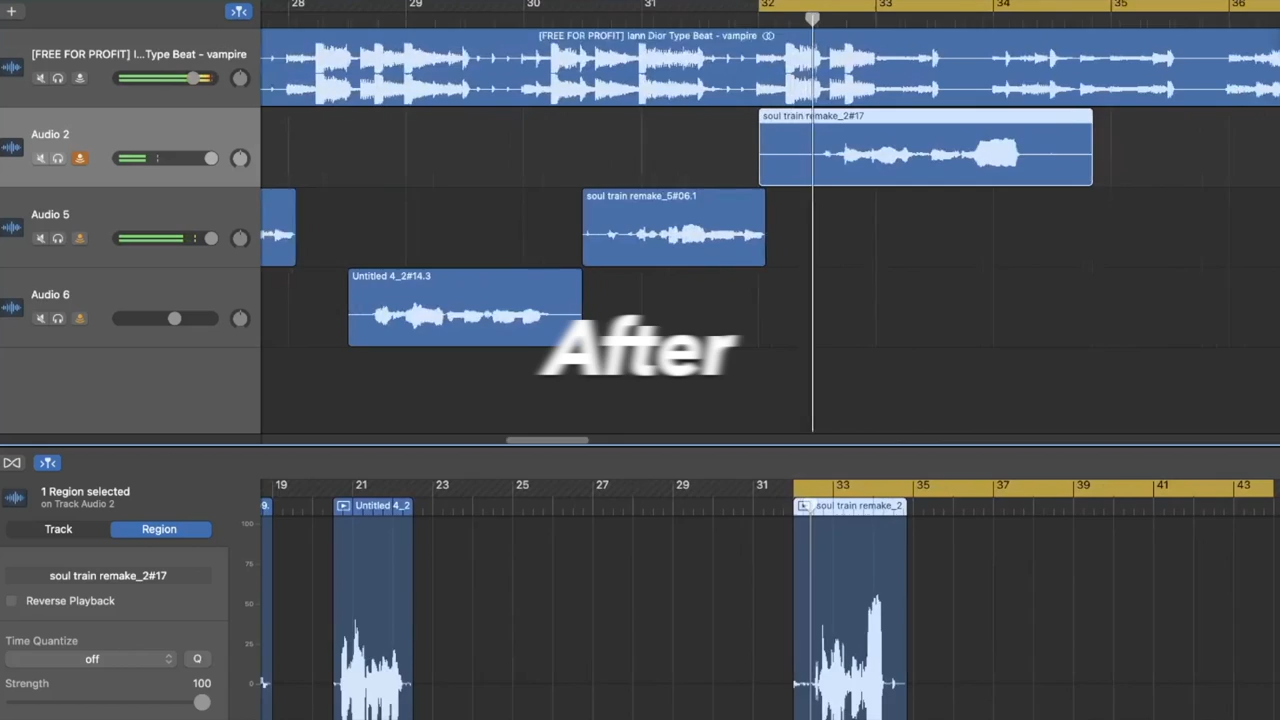 28 29 30 31 32 33 34 35 36
[FREE FOR PROFIT] I...Type Beat - vampire
[FREE FOR PROFIT] Iann Dior Type Beat - vampire
Audio 2
soul train remake_2#17
Audio 5
soul train remake_5#06.1
Audio 6
Untitled 4_2#14.3
After
19 21 23 25 27 29 31 33 35 37 39 41 43
1 Region selected
on Track Audio 2
9.
Untitled 4_2
soul train remake_2
Track
Region
100
75
50
25
0
soul train remake_2#17
Reverse Playback
Time Quantize
off
Q
Strength
100